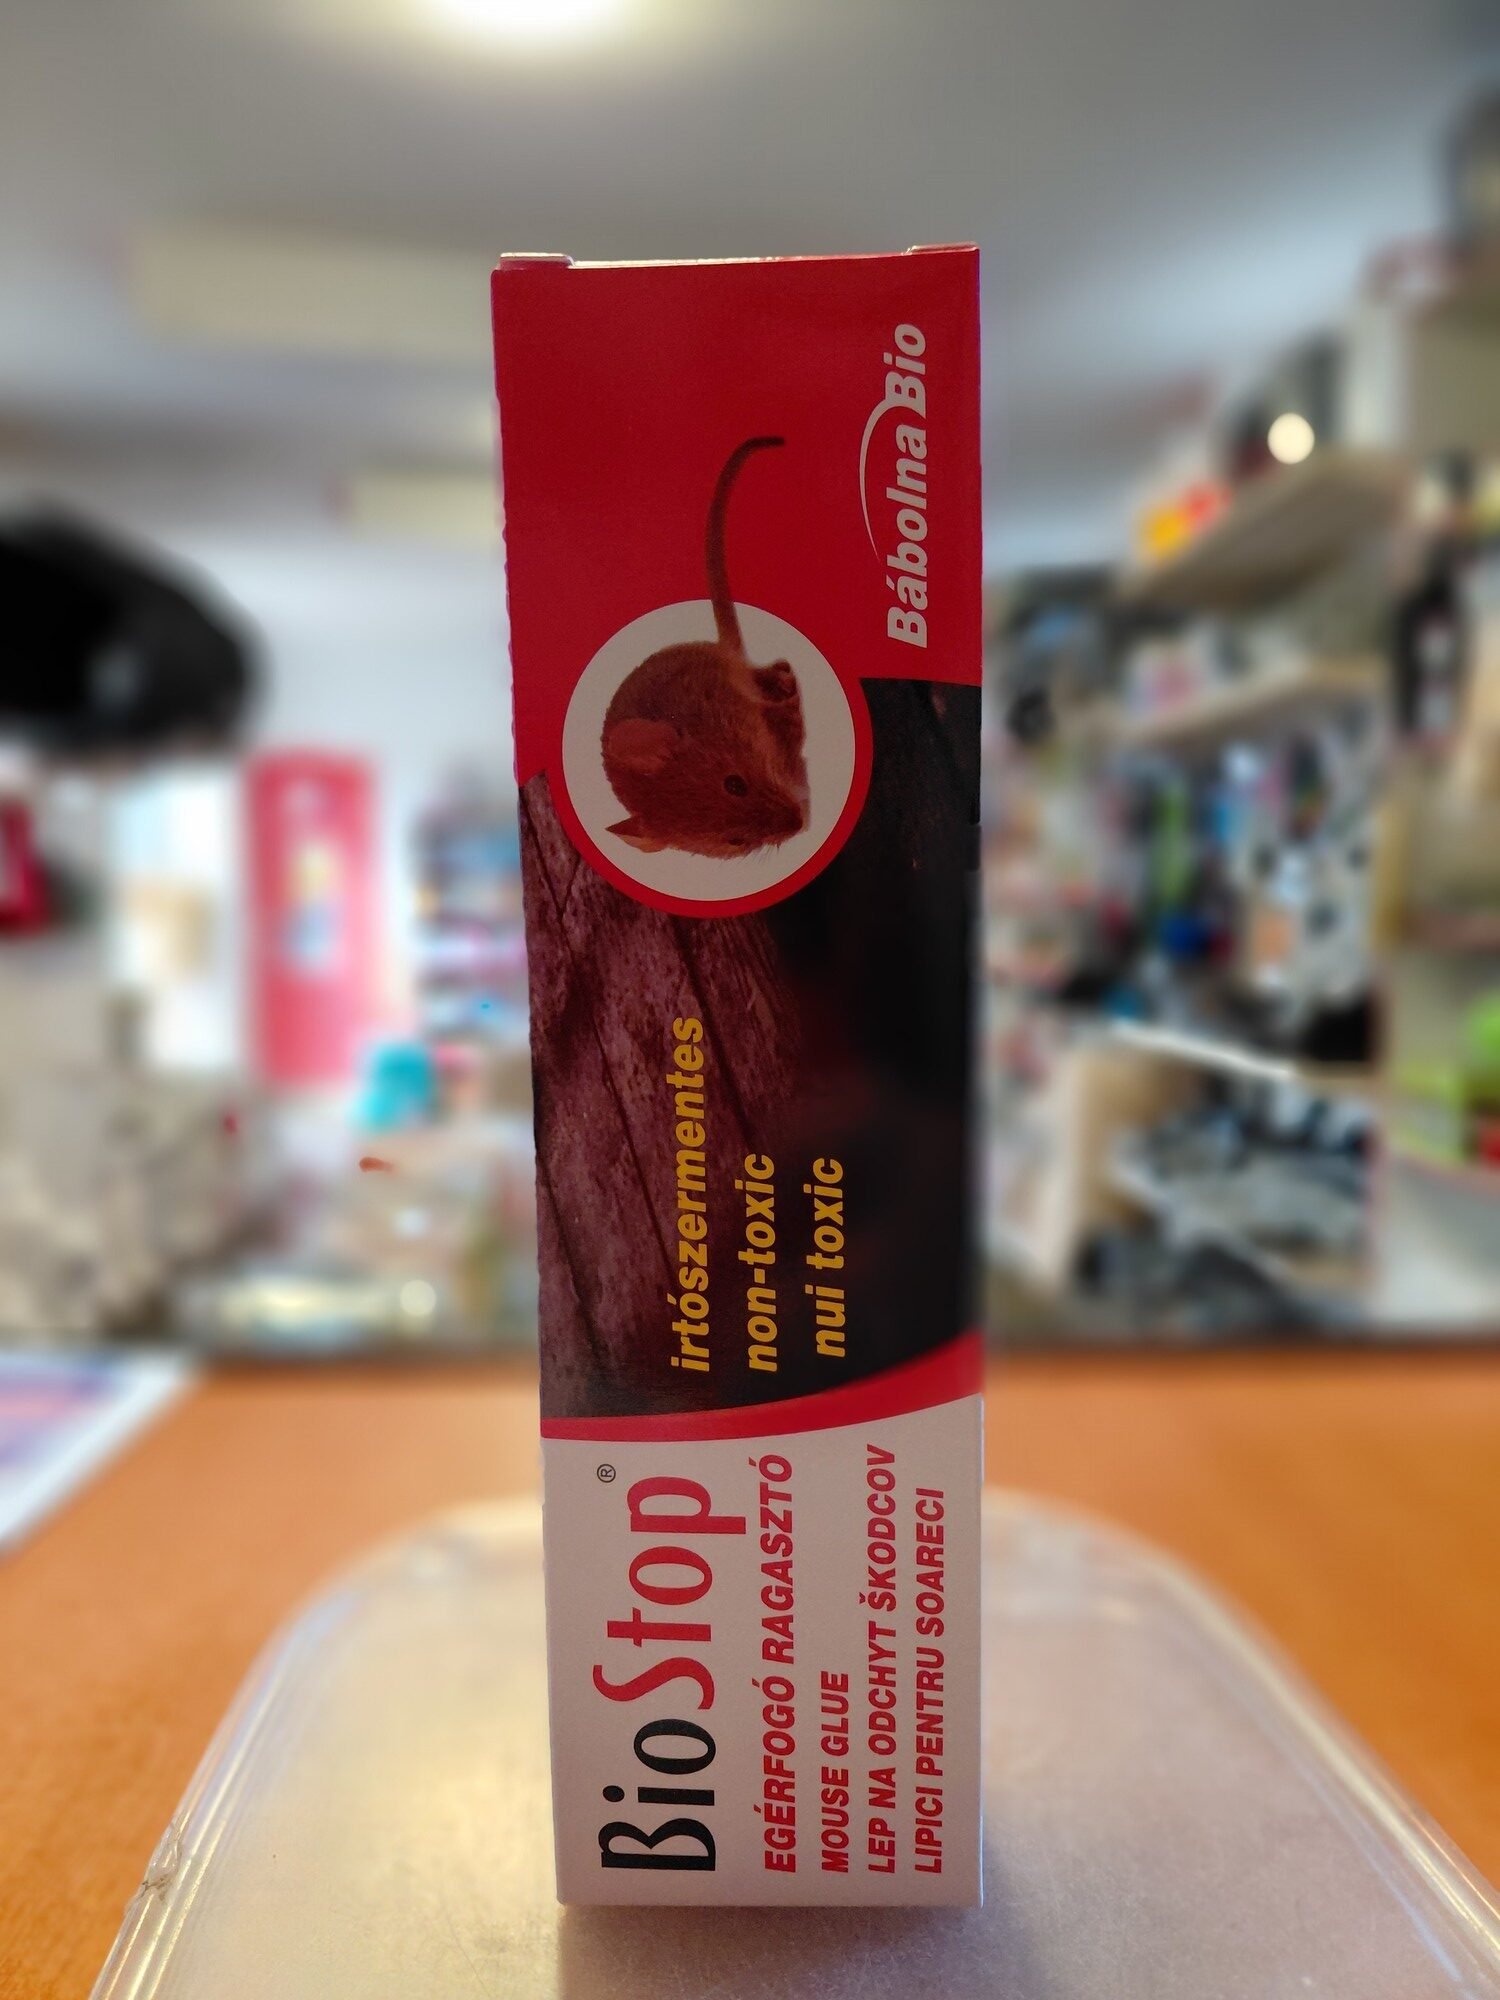 BioStop®
EGÉRFOGÓ RAGASZTÓ
MOUSE GLUE
LEP NA ODCHYT ŠKODCOV
LIPICI PENTRU SOARECI
irtószermentes
non-toxic
nui toxic
Bábolna Bio